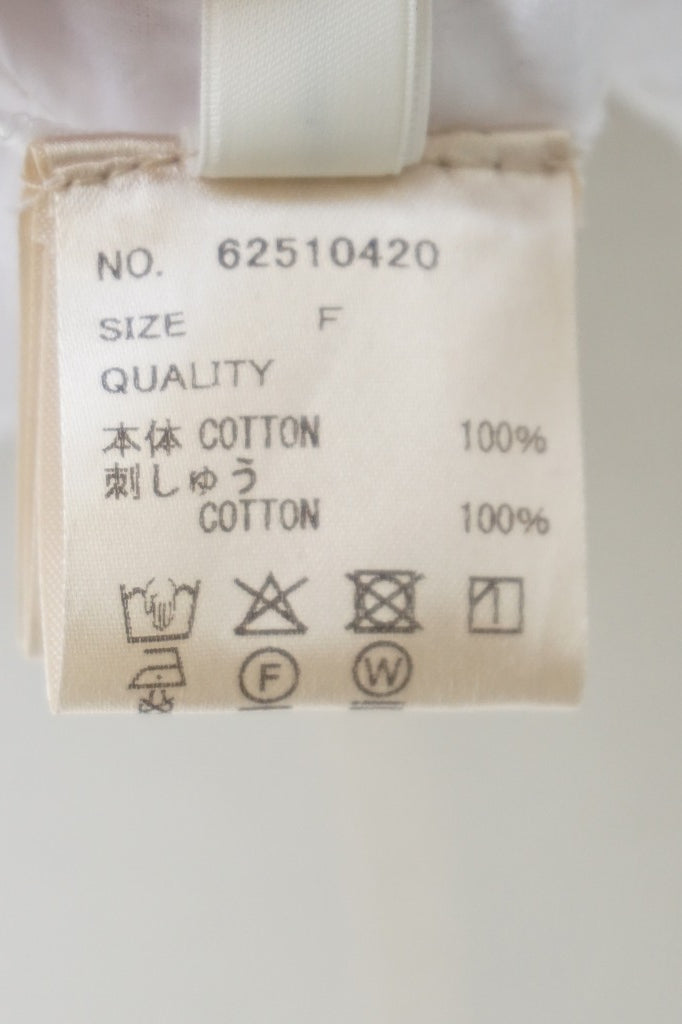 NO. 62510420
SIZE F
QUALITY
本体 COTTON 100%
刺しゅう
COTTON 100%
F W